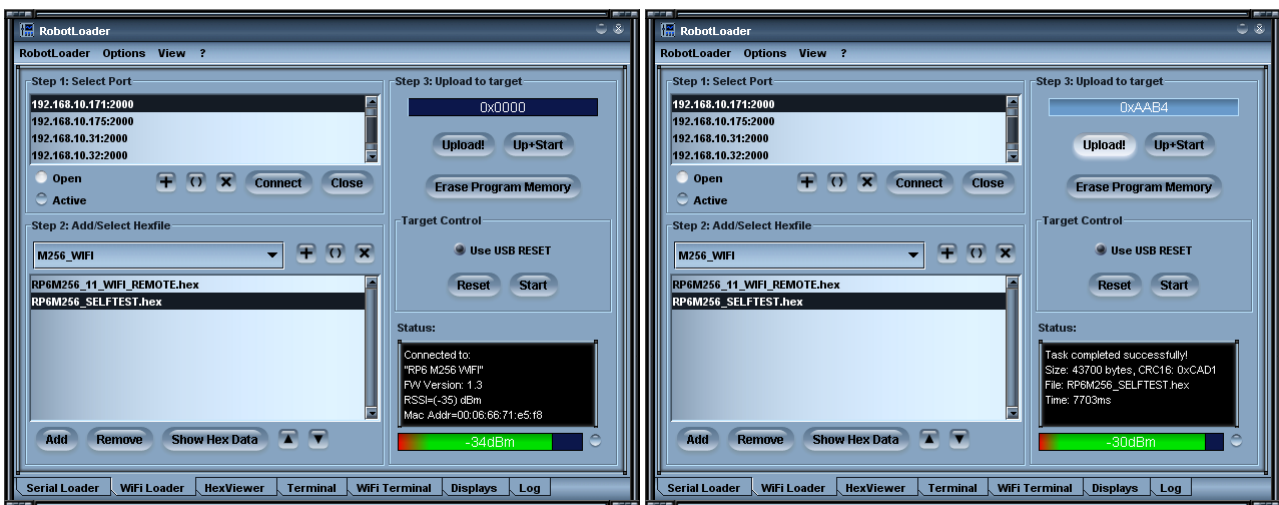 RobotLoader
RobotLoader Options View ?
Step 1: Select Port
192.168.10.171:2000
192.168.10.175:2000
192.168.10.31:2000
192.168.10.32:2000
Open
Active
Connect Close
Step 2: Add/Select Hexfile
M256_WIFI
RP6M256_11_WIFI_REMOTE.hex
RP6M256_SELFTEST.hex
Add Remove Show Hex Data
Step 3: Upload to target
0x0000
Upload! Up+Start
Erase Program Memory
Target Control
Use USB RESET
Reset Start
Status:
Connected to:
"RP6 M256 WIFI"
FW Version: 1.3
RSSI=(-35) dBm
Mac Addr=00:06:66:71:e5:f8
-34dBm
Serial Loader WiFi Loader HexViewer Terminal WiFi Terminal Displays Log
RobotLoader
RobotLoader Options View ?
Step 1: Select Port
192.168.10.171:2000
192.168.10.175:2000
192.168.10.31:2000
192.168.10.32:2000
Open
Active
Connect Close
Step 2: Add/Select Hexfile
M256_WIFI
RP6M256_11_WIFI_REMOTE.hex
RP6M256_SELFTEST.hex
Add Remove Show Hex Data
Step 3: Upload to target
0xAAB4
Upload! Up+Start
Erase Program Memory
Target Control
Use USB RESET
Reset Start
Status:
Task completed successfully!
Size: 43700 bytes, CRC16: 0xCAD1
File: RP6M256_SELFTEST.hex
Time: 7703ms
-30dBm
Serial Loader WiFi Loader HexViewer Terminal WiFi Terminal Displays Log